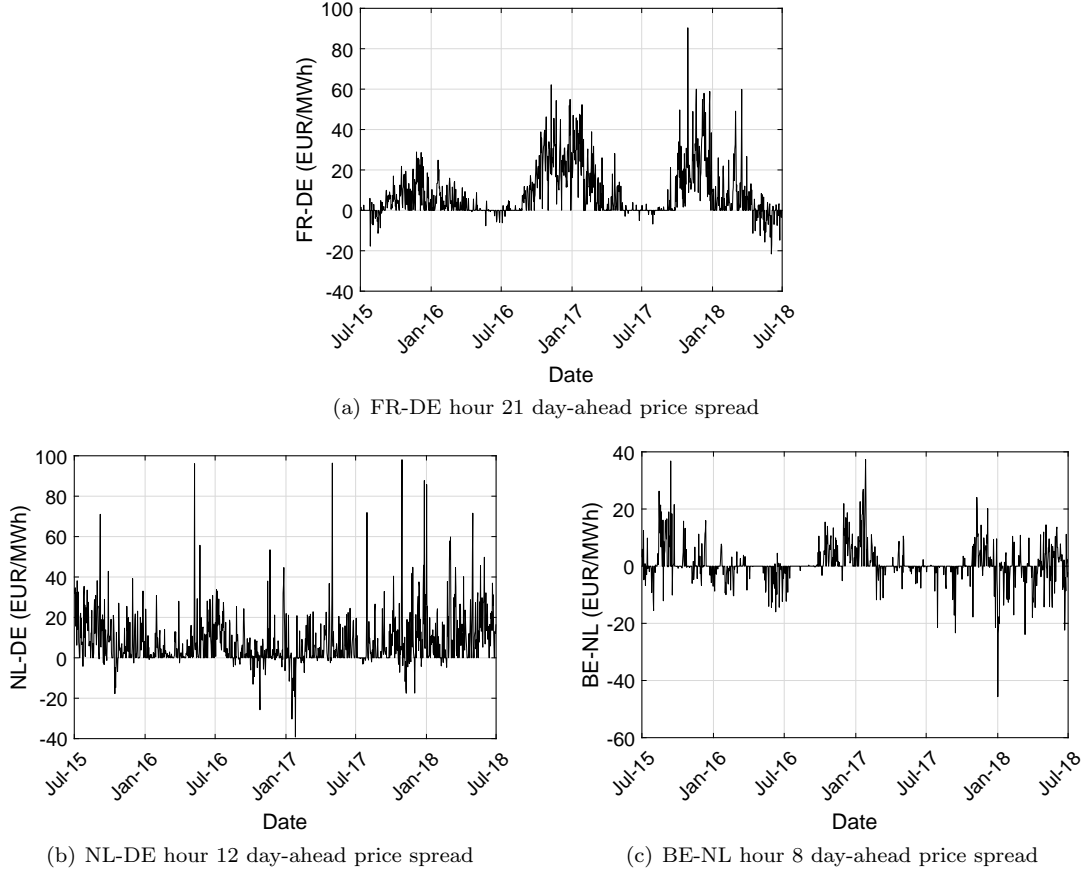 100
80
60
40
20
0
-20
-40
FR-DE (EUR/MWh)
Jul-15 Jan-16 Jul-16 Jan-17 Jul-17 Jan-18 Jul-18
Date
(a) FR-DE hour 21 day-ahead price spread
100
80
60
40
20
0
-20
-40
NL-DE (EUR/MWh)
Jul-15 Jan-16 Jul-16 Jan-17 Jul-17 Jan-18 Jul-18
Date
(b) NL-DE hour 12 day-ahead price spread
40
20
0
-20
-40
-60
BE-NL (EUR/MWh)
Jul-15 Jan-16 Jul-16 Jan-17 Jul-17 Jan-18 Jul-18
Date
(c) BE-NL hour 8 day-ahead price spread